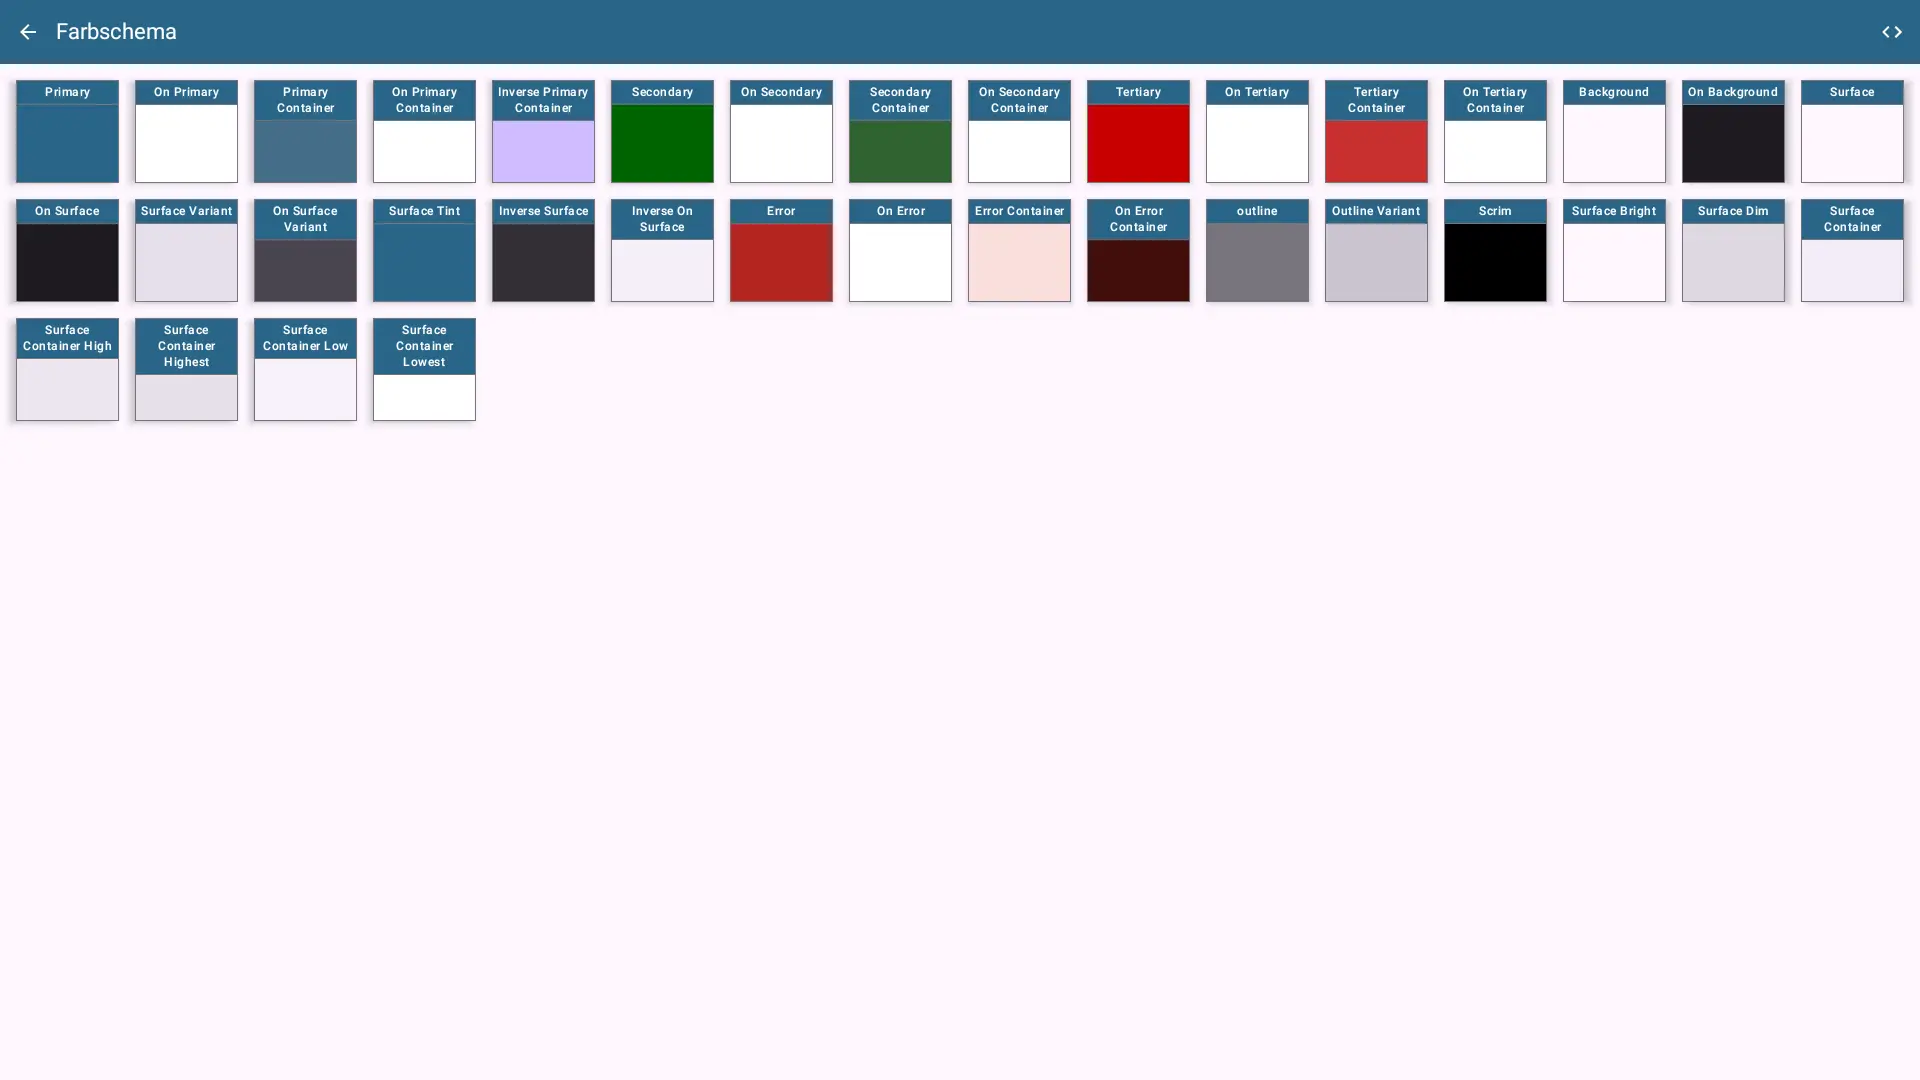 Farbschema
Primary
On Primary
Primary
Container
On Primary
Container
Inverse Primary
Container
Secondary
On Secondary
Secondary
Container
On Secondary
Container
Tertiary
On Tertiary
Tertiary
Container
On Tertiary
Container
Background
On Background
Surface
On Surface
Surface Variant
On Surface
Variant
Surface Tint
Inverse Surface
Inverse On
Surface
Error
On Error
Error Container
On Error
Container
outline
Outline Variant
Scrim
Surface Bright
Surface Dim
Surface
Container
Surface
Container High
Surface
Container
Highest
Surface
Container Low
Surface
Container
Lowest